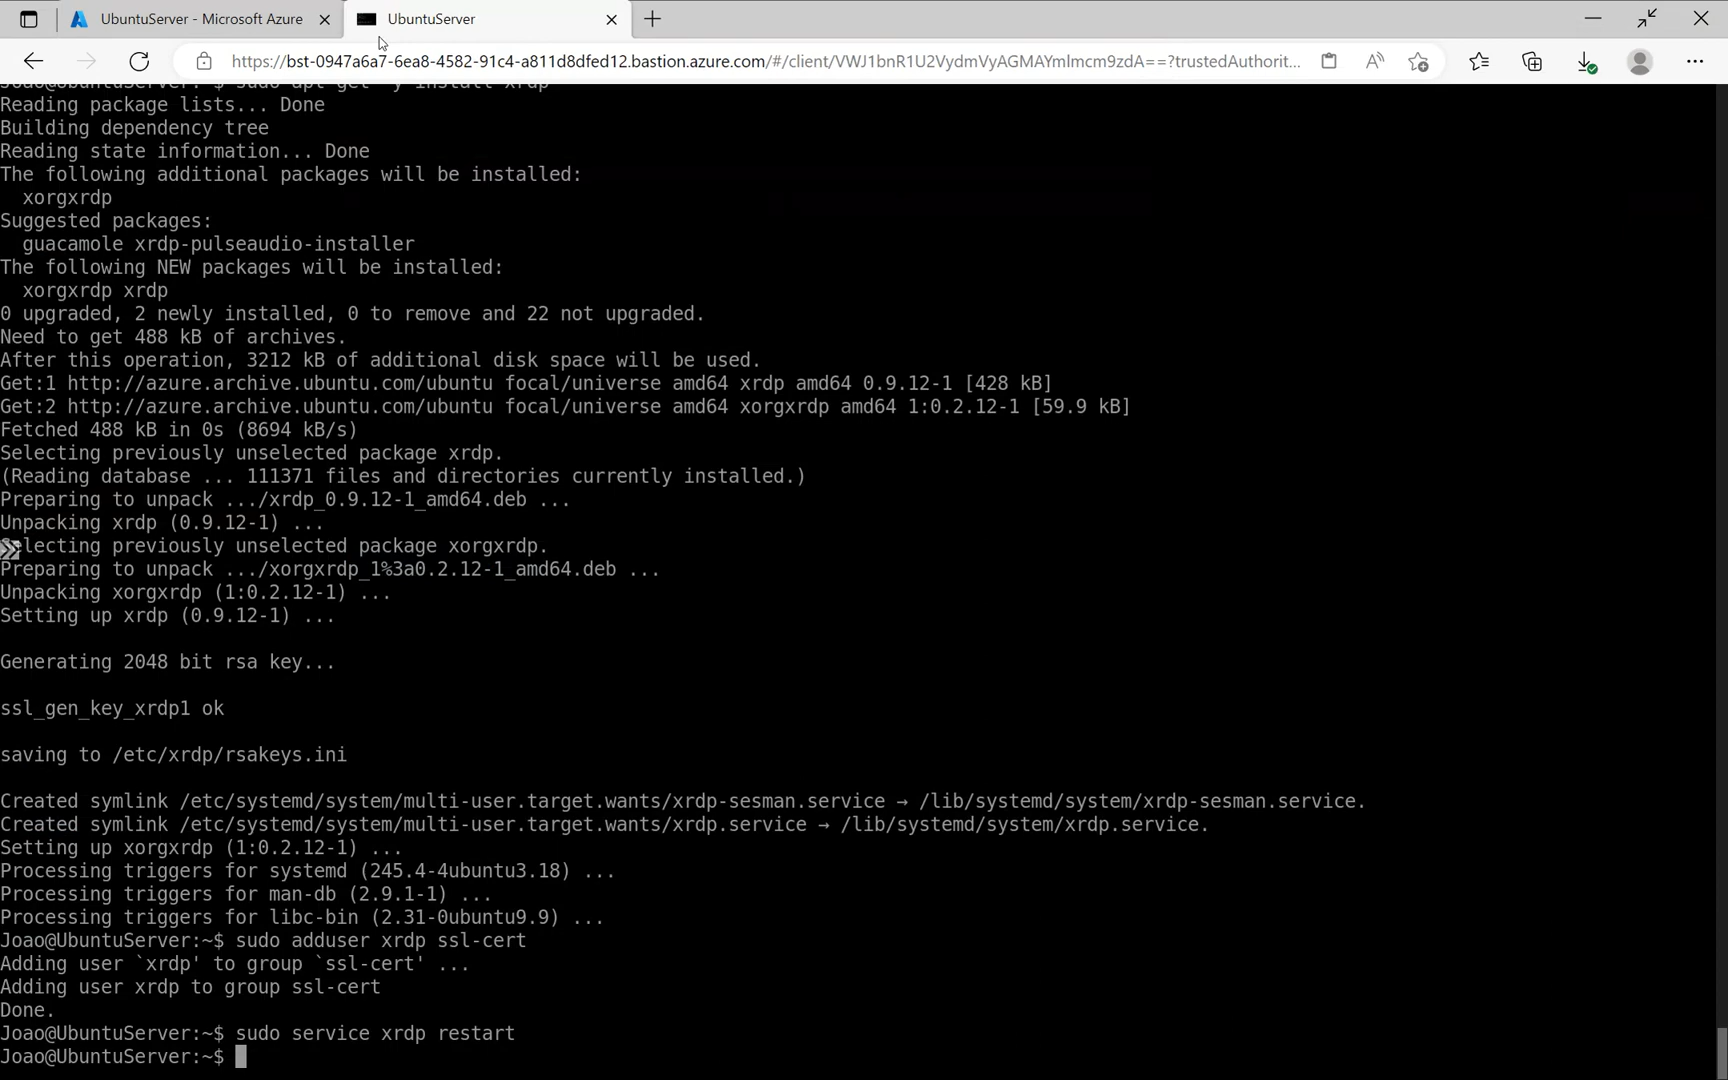 UbuntuServer - Microsoft Azure
UbuntuServer
https://bst-0947a6a7-6ea8-4582-91c4-a811d8dfed12.bastion.azure.com/#/client/VWJ1bnR1U2VydmVyAGMAYmlmcm9zdA==?trustedAuthorit...
Joao@UbuntuServer:~$ sudo apt-get -y install xrdp
Reading package lists... Done
Building dependency tree
Reading state information... Done
The following additional packages will be installed:
xorgxrdp
Suggested packages:
guacamole xrdp-pulseaudio-installer
The following NEW packages will be installed:
xorgxrdp xrdp
0 upgraded, 2 newly installed, 0 to remove and 22 not upgraded.
Need to get 488 kB of archives.
After this operation, 3212 kB of additional disk space will be used.
Get:1 http://azure.archive.ubuntu.com/ubuntu focal/universe amd64 xrdp amd64 0.9.12-1 [428 kB]
Get:2 http://azure.archive.ubuntu.com/ubuntu focal/universe amd64 xorgxrdp amd64 1:0.2.12-1 [59.9 kB]
Fetched 488 kB in 0s (8694 kB/s)
Selecting previously unselected package xrdp.
(Reading database ... 111371 files and directories currently installed.)
Preparing to unpack .../xrdp_0.9.12-1_amd64.deb ...
Unpacking xrdp (0.9.12-1) ...
Selecting previously unselected package xorgxrdp.
Preparing to unpack .../xorgxrdp_1%3a0.2.12-1_amd64.deb ...
Unpacking xorgxrdp (1:0.2.12-1) ...
Setting up xrdp (0.9.12-1) ...
Generating 2048 bit rsa key...
ssl_gen_key_xrdp1 ok
saving to /etc/xrdp/rsakeys.ini
Created symlink /etc/systemd/system/multi-user.target.wants/xrdp-sesman.service → /lib/systemd/system/xrdp-sesman.service.
Created symlink /etc/systemd/system/multi-user.target.wants/xrdp.service → /lib/systemd/system/xrdp.service.
Setting up xorgxrdp (1:0.2.12-1) ...
Processing triggers for systemd (245.4-4ubuntu3.18) ...
Processing triggers for man-db (2.9.1-1) ...
Processing triggers for libc-bin (2.31-0ubuntu9.9) ...
Joao@UbuntuServer:~$ sudo adduser xrdp ssl-cert
Adding user `xrdp' to group `ssl-cert' ...
Adding user xrdp to group ssl-cert
Done.
Joao@UbuntuServer:~$ sudo service xrdp restart
Joao@UbuntuServer:~$